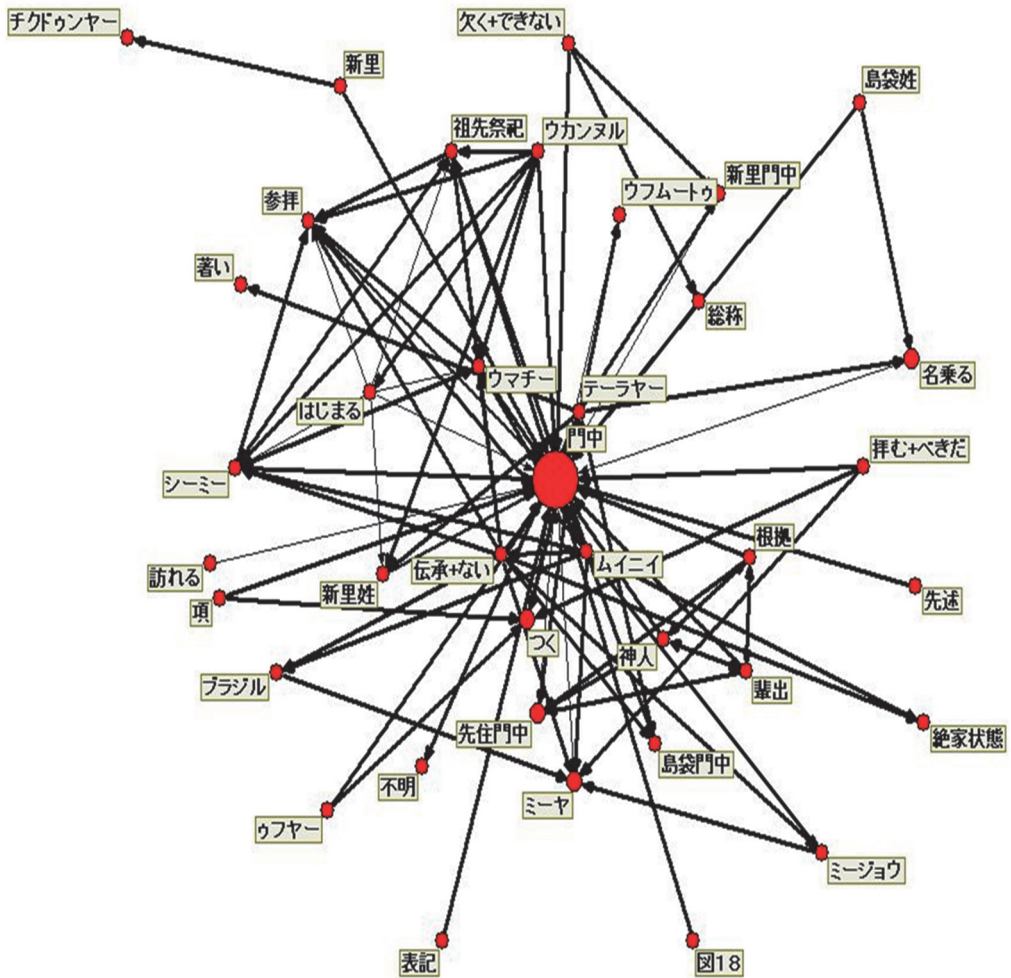 チクドゥンヤー
欠く+できない
新里
島袋姓
祖先祭祀
ウカンヌル
新里門中
ウフムートゥ
参拝
著い
総称
ウマチー
テーラヤー
名乗る
はじまる
門中
拝む+べきだ
シーミー
根拠
訪れる
伝承+ない
ムイニイ
新里姓
先述
項
つく
神人
ブラジル
輩出
先住門中
絶家状態
島袋門中
不明
ミーヤ
ゥフヤー
ミージョウ
表記
図18